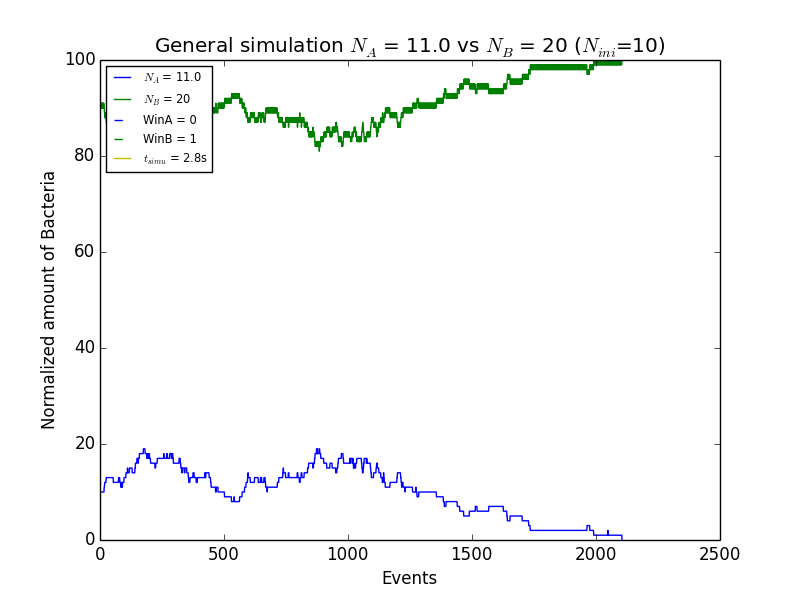 General simulation N_A = 11.0 vs N_B = 20 (N_ini=10)
100
80
60
40
20
0
Normalized amount of Bacteria
N_A = 11.0
N_B = 20
WinA = 0
WinB = 1
t_simu = 2.8s
0 500 1000 1500 2000 2500
Events